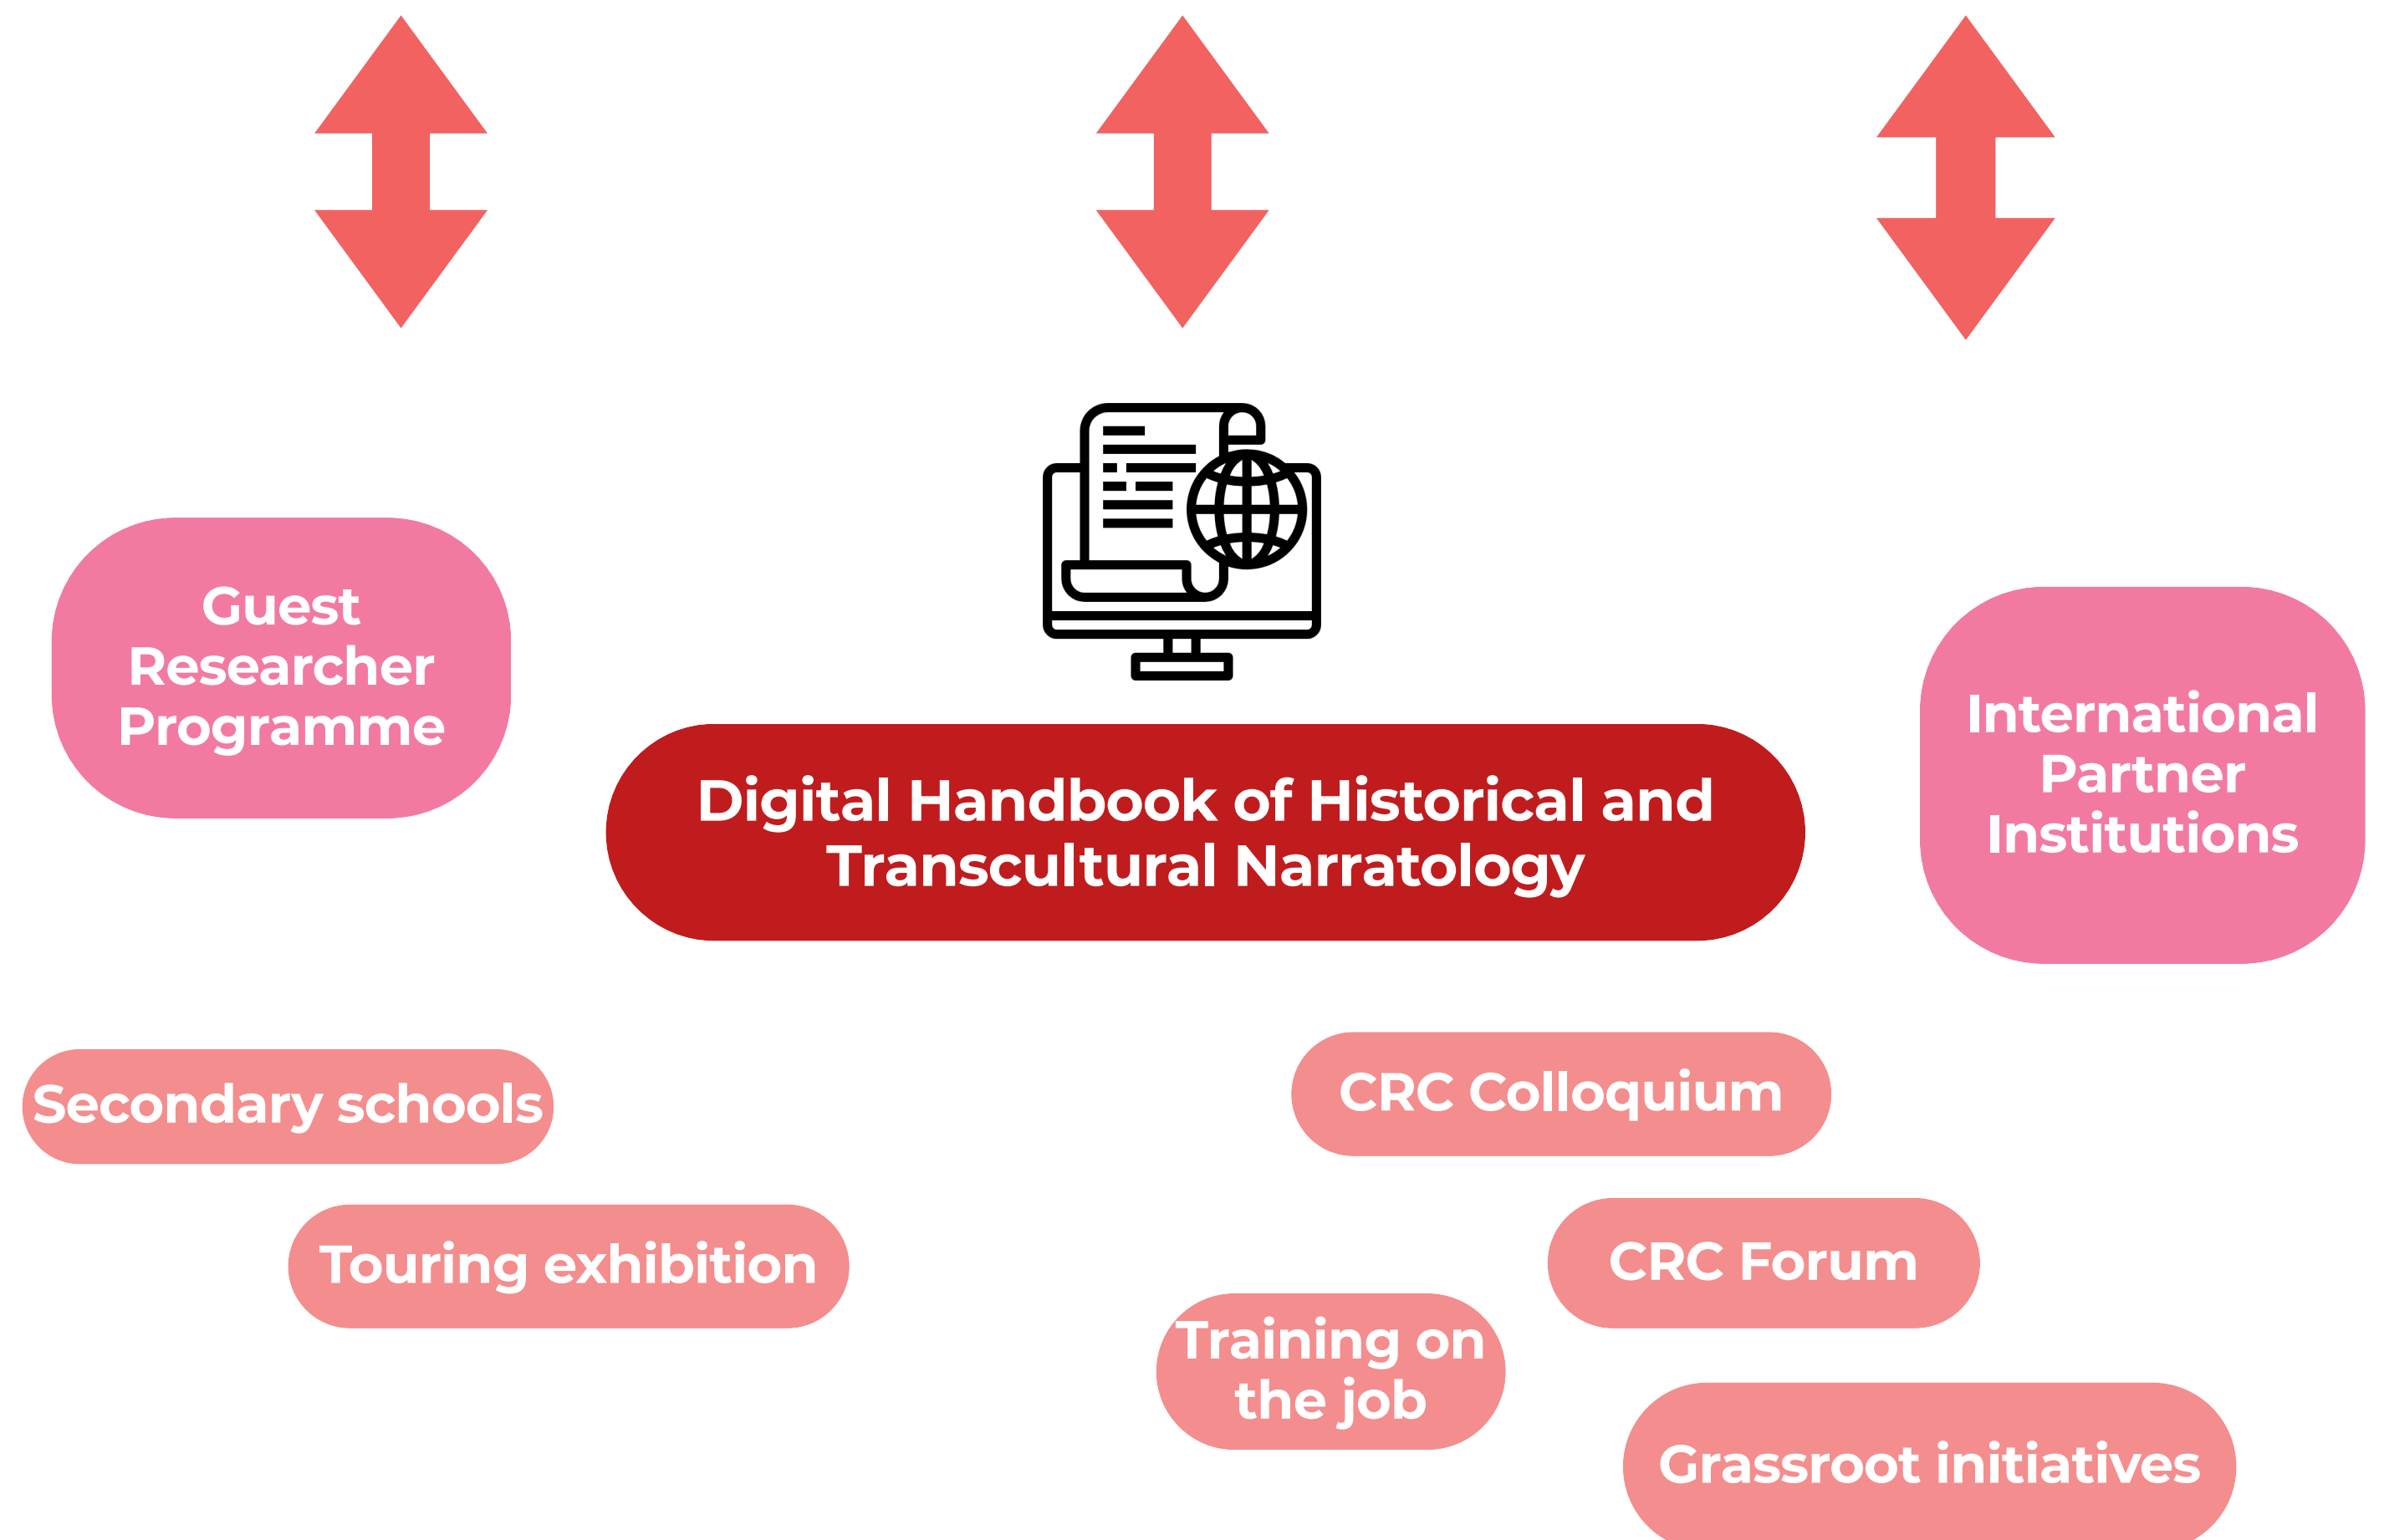 Guest
Researcher
Programme
Digital Handbook of Historical and
Transcultural Narratology
International
Partner
Institutions
Secondary schools
CRC Colloquium
Touring exhibition
CRC Forum
Training on
the job
Grassroot initiatives